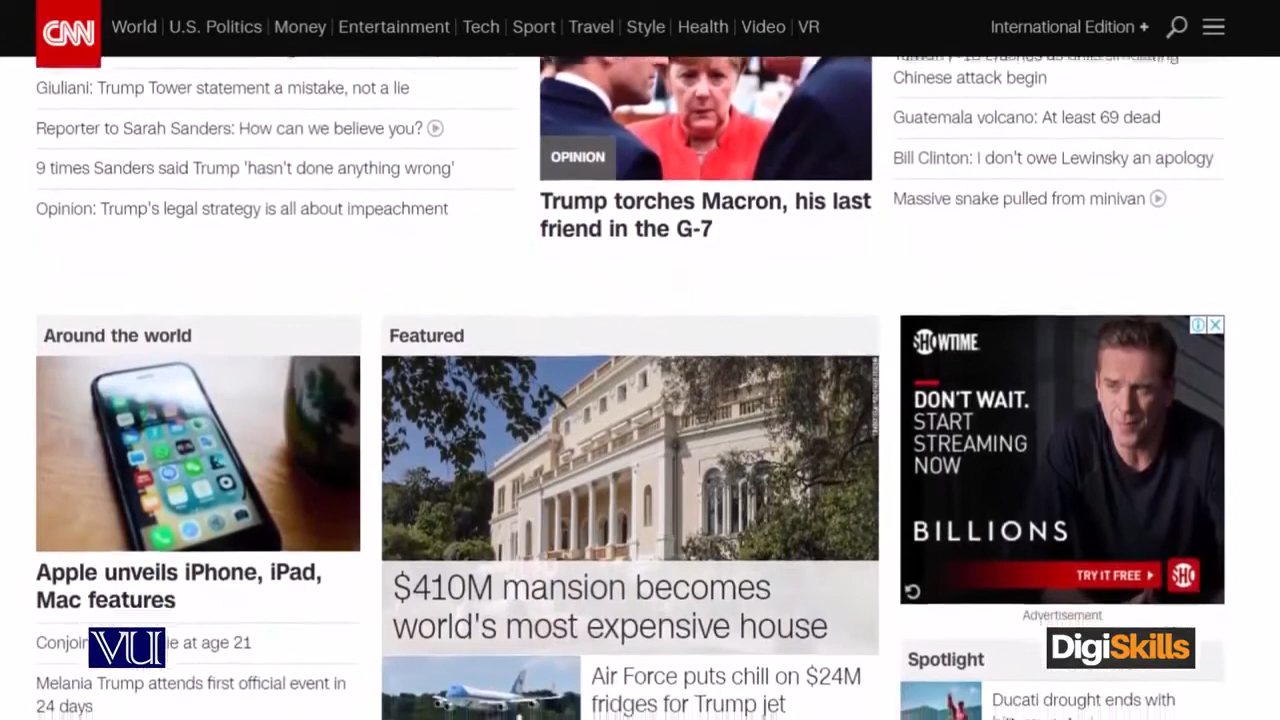 CNN
World U.S. Politics Money Entertainment Tech Sport Travel Style Health Video VR
International Edition +
Giuliani: Trump Tower statement a mistake, not a lie
Reporter to Sarah Sanders: How can we believe you?
9 times Sanders said Trump 'hasn't done anything wrong'
Opinion: Trump's legal strategy is all about impeachment
OPINION
Trump torches Macron, his last
friend in the G-7
Chinese attack begin
Guatemala volcano: At least 69 dead
Bill Clinton: I don't owe Lewinsky an apology
Massive snake pulled from minivan
Around the world
Apple unveils iPhone, iPad,
Mac features
at age 21
Melania Trump attends first official event in
24 days
Featured
$410M mansion becomes
world's most expensive house
Air Force puts chill on $24M
fridges for Trump jet
SHOWTIME
DON'T WAIT.
START
STREAMING
NOW
BILLIONS
TRY IT FREE
SHO
Advertisement
Spotlight
Ducati drought ends with
VU
DigiSkills